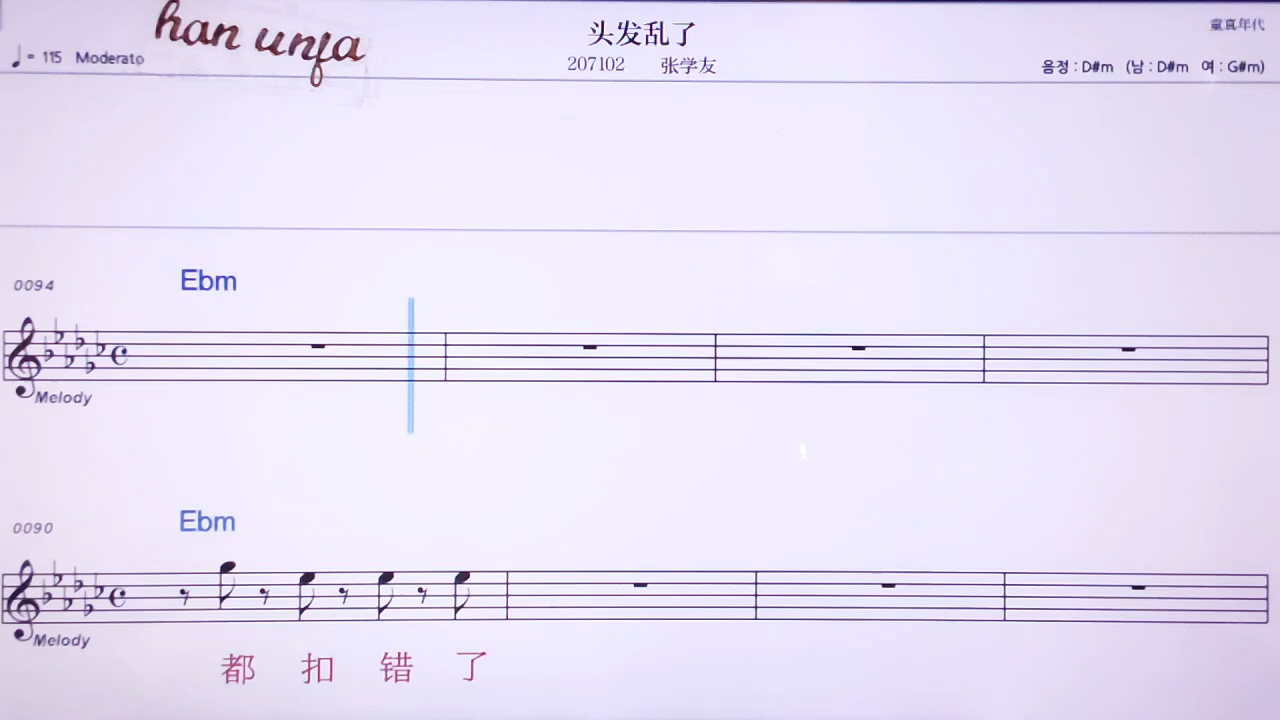 han unfa
头发乱了
童真年代
♩ = 115 Moderato
207102 张学友
음정 : D#m (남 : D#m 여 : G#m)
0094
Ebm
Melody
0090
Ebm
Melody
都 扣 错 了